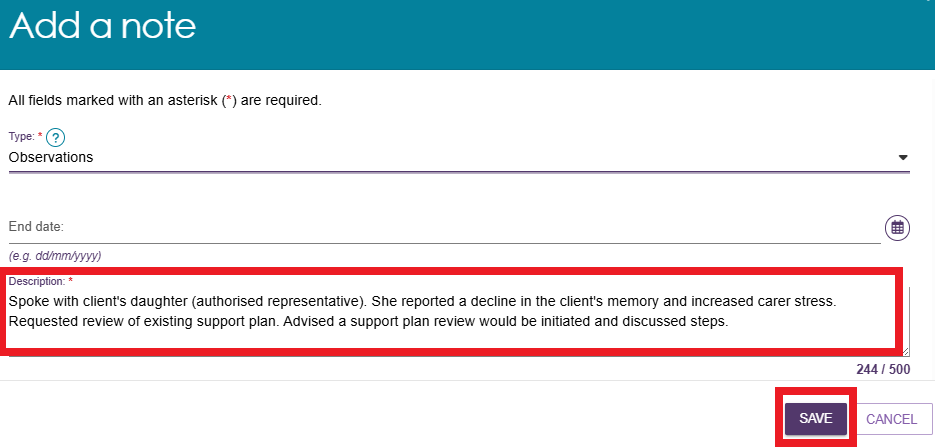 Add a note
All fields marked with an asterisk (*) are required.
Type: * ?
Observations
End date:
(e.g. dd/mm/yyyy)
Description: *
Spoke with client's daughter (authorised representative). She reported a decline in the client's memory and increased carer stress.
Requested review of existing support plan. Advised a support plan review would be initiated and discussed steps.
244 / 500
SAVE CANCEL